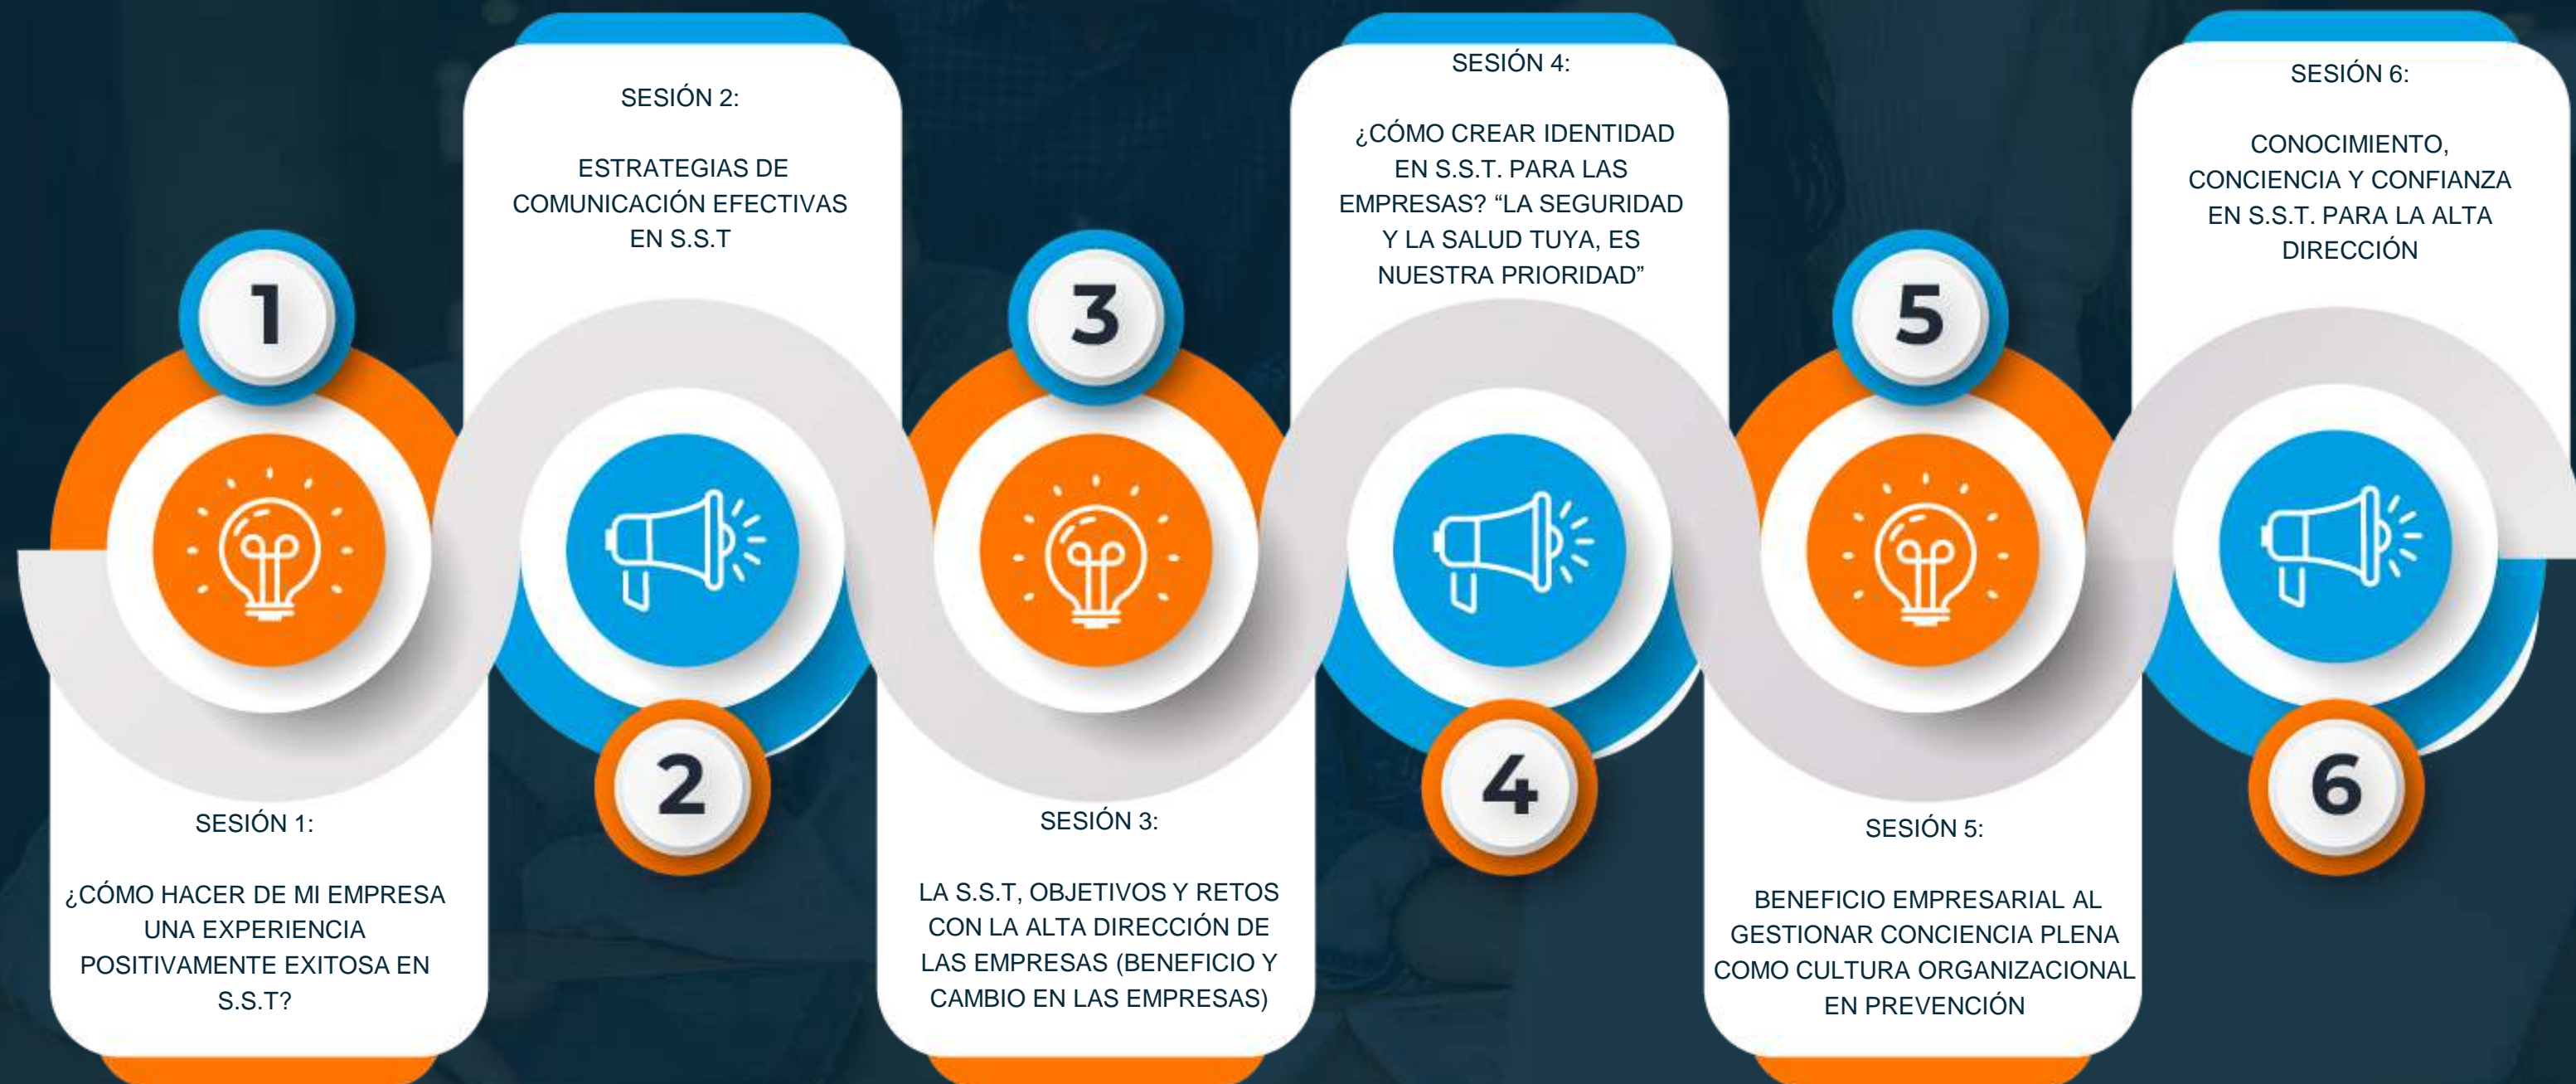 1
SESIÓN 1:
¿CÓMO HACER DE MI EMPRESA
UNA EXPERIENCIA
POSITIVAMENTE EXITOSA EN
S.S.T?
SESIÓN 2:
ESTRATEGIAS DE
COMUNICACIÓN EFECTIVAS
EN S.S.T
2
3
SESIÓN 3:
LA S.S.T, OBJETIVOS Y RETOS
CON LA ALTA DIRECCIÓN DE
LAS EMPRESAS (BENEFICIO Y
CAMBIO EN LAS EMPRESAS)
SESIÓN 4:
¿CÓMO CREAR IDENTIDAD
EN S.S.T. PARA LAS
EMPRESAS? “LA SEGURIDAD
Y LA SALUD TUYA, ES
NUESTRA PRIORIDAD”
4
5
SESIÓN 5:
BENEFICIO EMPRESARIAL AL
GESTIONAR CONCIENCIA PLENA
COMO CULTURA ORGANIZACIONAL
EN PREVENCIÓN
SESIÓN 6:
CONOCIMIENTO,
CONCIENCIA Y CONFIANZA
EN S.S.T. PARA LA ALTA
DIRECCIÓN
6